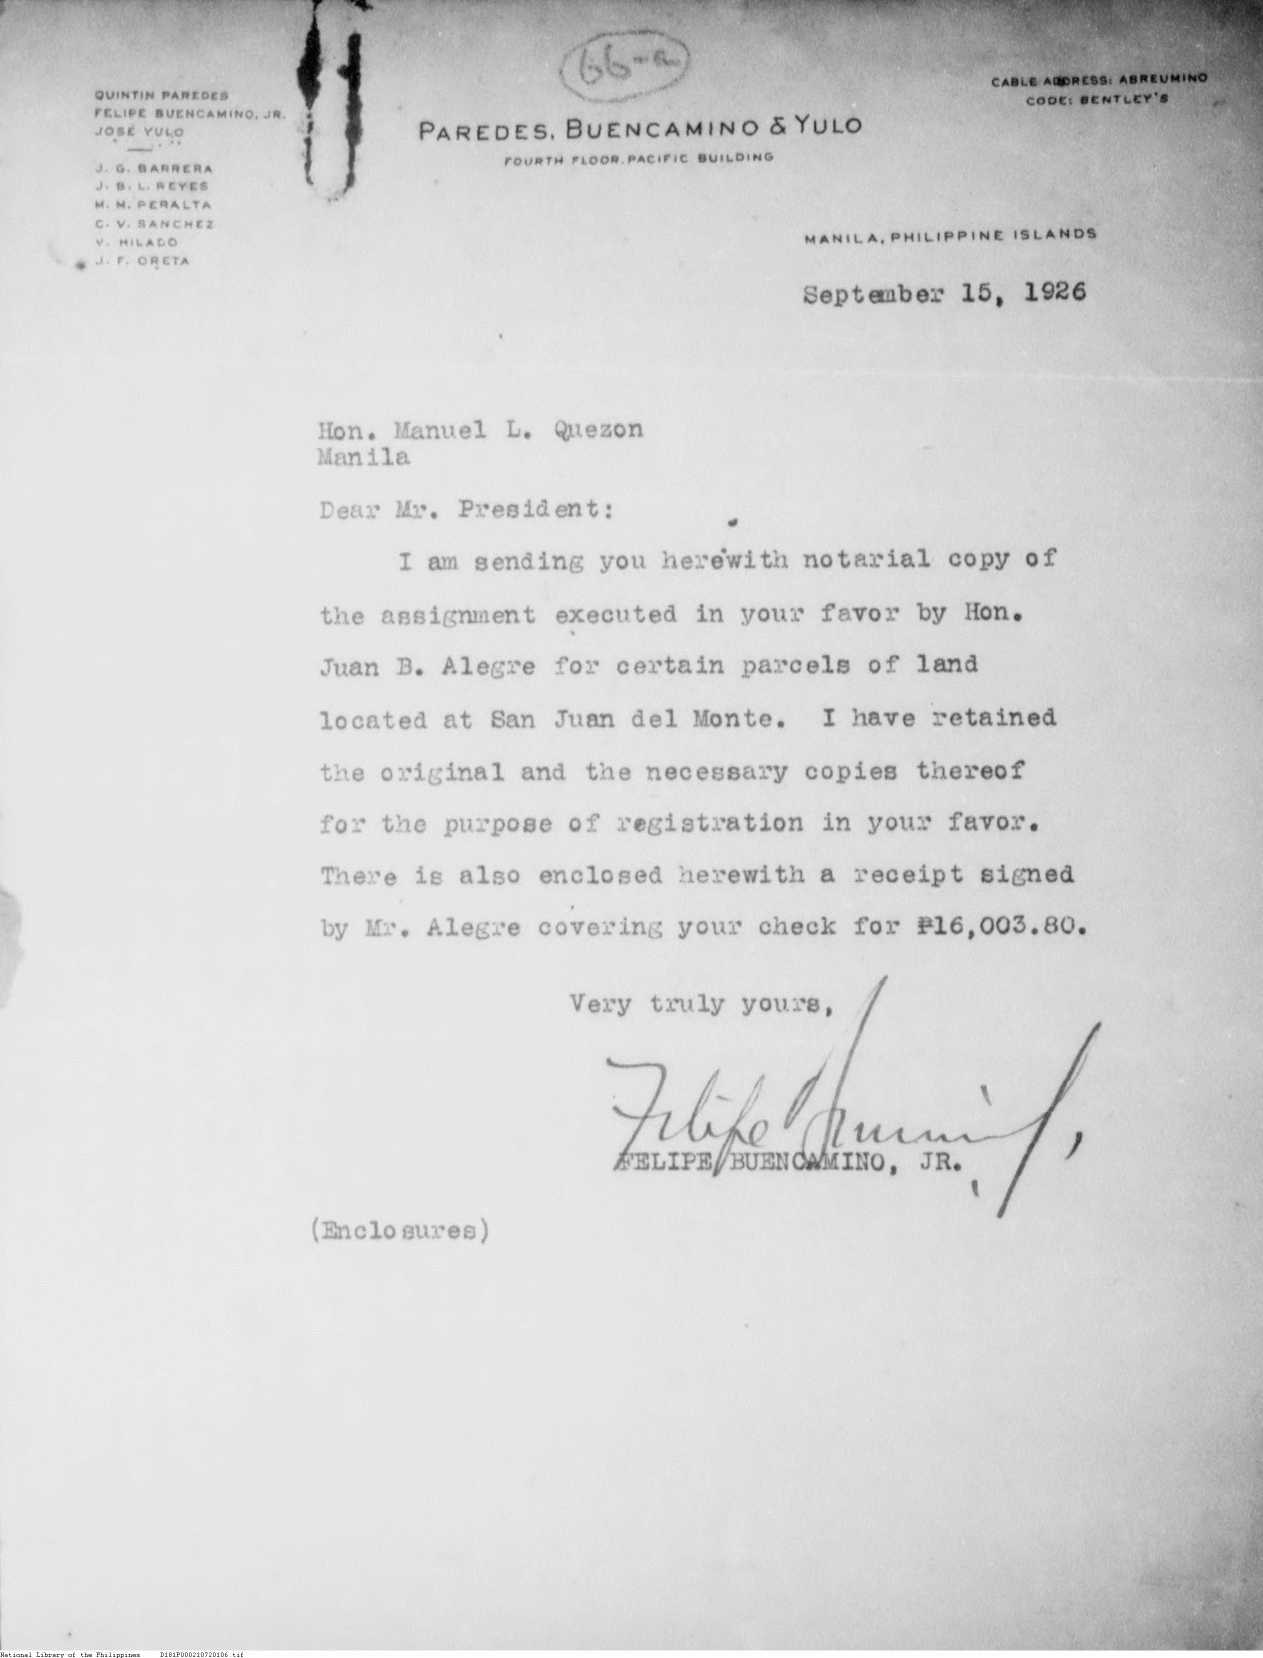 66-a
CABLE ADDRESS: ABREUMINO
CODE: BENTLEY'S
QUINTIN PAREDES
FELIPE BUENCAMINO, JR.
JOSÉ YULO
J. G. BARRERA
J. B. L. REYES
M. M. PERALTA
C. V. SANCHEZ
V. HILADO
J. F. ORETA
PAREDES, BUENCAMINO & YULO
FOURTH FLOOR, PACIFIC BUILDING
MANILA, PHILIPPINE ISLANDS
September 15, 1926
Hon. Manuel L. Quezon
Manila
Dear Mr. President:
I am sending you herewith notarial copy of
the assignment executed in your favor by Hon.
Juan B. Alegre for certain parcels of land
located at San Juan del Monte. I have retained
the original and the necessary copies thereof
for the purpose of registration in your favor.
There is also enclosed herewith a receipt signed
by Mr. Alegre covering your check for ₱16,003.80.
Very truly yours,
FELIPE BUENCAMINO, JR.
(Enclosures)
National Library of the Philippines D181P000210720106.tif